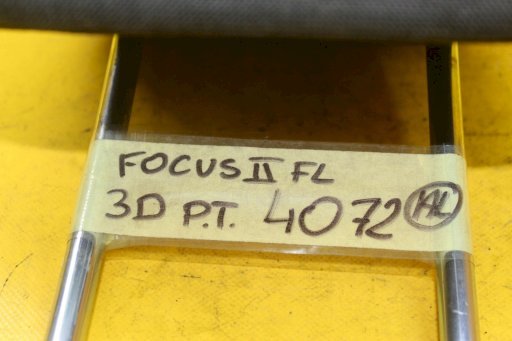 FOCUS II FL
3D P.T. 4072 AL